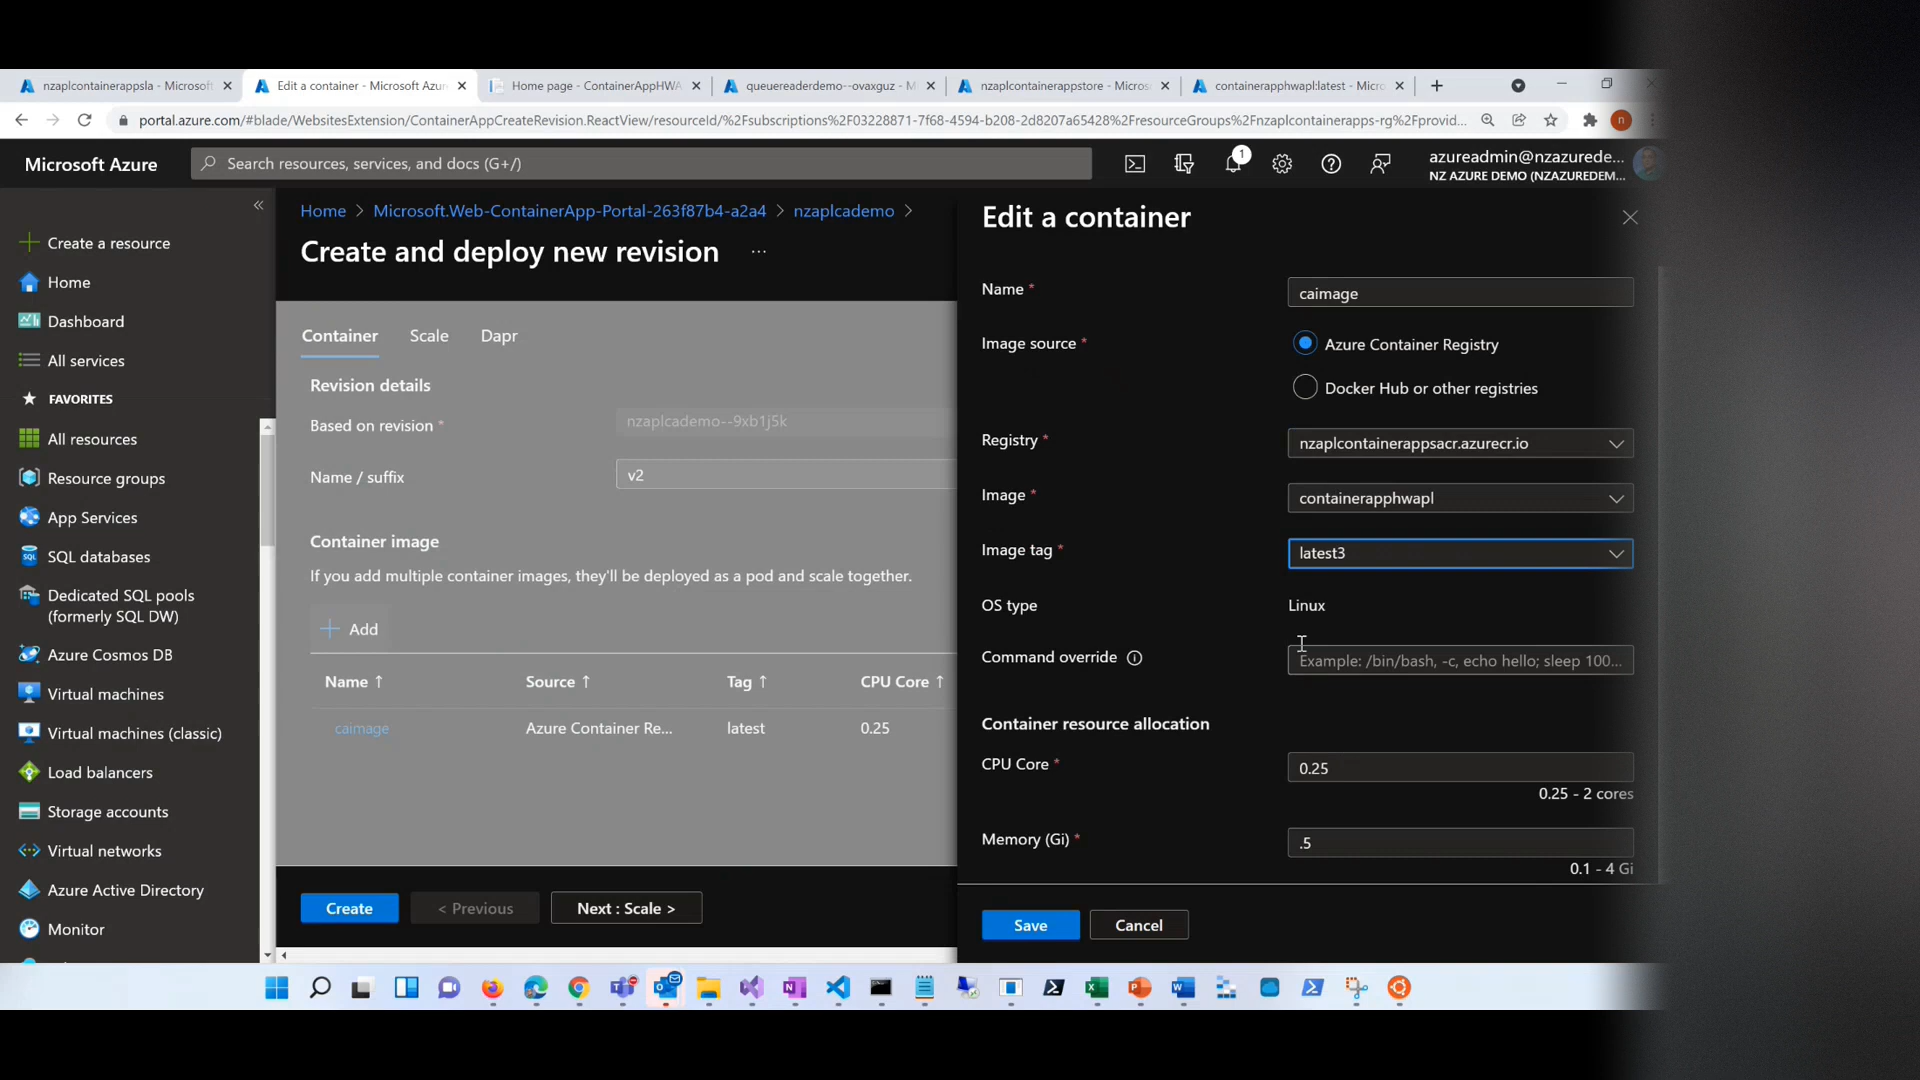 nzaplcontainerappsla - Microsoft
Edit a container - Microsoft Azur
Home page - ContainerAppHWA
queuereaderdemo--ovaxguz - M
nzaplcontainerappstore - Micros
containerapphwapl:latest - Micr
portal.azure.com/#blade/WebsitesExtension/ContainerAppCreateRevision.ReactView/resourceId/%2Fsubscriptions%2F03228871-7f68-4594-b208-2d8207a65428%2FresourceGroups%2Fnzaplcontainerapps-rg%2Fprovid...
n
Microsoft Azure
Search resources, services, and docs (G+/)
1
azureadmin@nzazurede...
NZ AZURE DEMO (NZAZUREDEM...
Create a resource
Home
Dashboard
All services
FAVORITES
All resources
Resource groups
App Services
SQL databases
Dedicated SQL pools
(formerly SQL DW)
Azure Cosmos DB
Virtual machines
Virtual machines (classic)
Load balancers
Storage accounts
Virtual networks
Azure Active Directory
Monitor
Home > Microsoft.Web-ContainerApp-Portal-263f87b4-a2a4 > nzaplcademo >
Create and deploy new revision ...
Container Scale Dapr
Revision details
Based on revision * nzaplcademo--9xb1j5k
Name / suffix v2
Container image
If you add multiple container images, they'll be deployed as a pod and scale together.
+ Add
Name ↑ Source ↑ Tag ↑ CPU Core ↑
caimage Azure Container Re... latest 0.25
Create < Previous Next : Scale >
Edit a container
Name * caimage
Image source * Azure Container Registry
Docker Hub or other registries
Registry * nzaplcontainerappsacr.azurecr.io
Image * containerapphwapl
Image tag * latest3
OS type Linux
Command override Example: /bin/bash, -c, echo hello; sleep 100...
Container resource allocation
CPU Core * 0.25
0.25 - 2 cores
Memory (Gi) * .5
0.1 - 4 Gi
Save Cancel